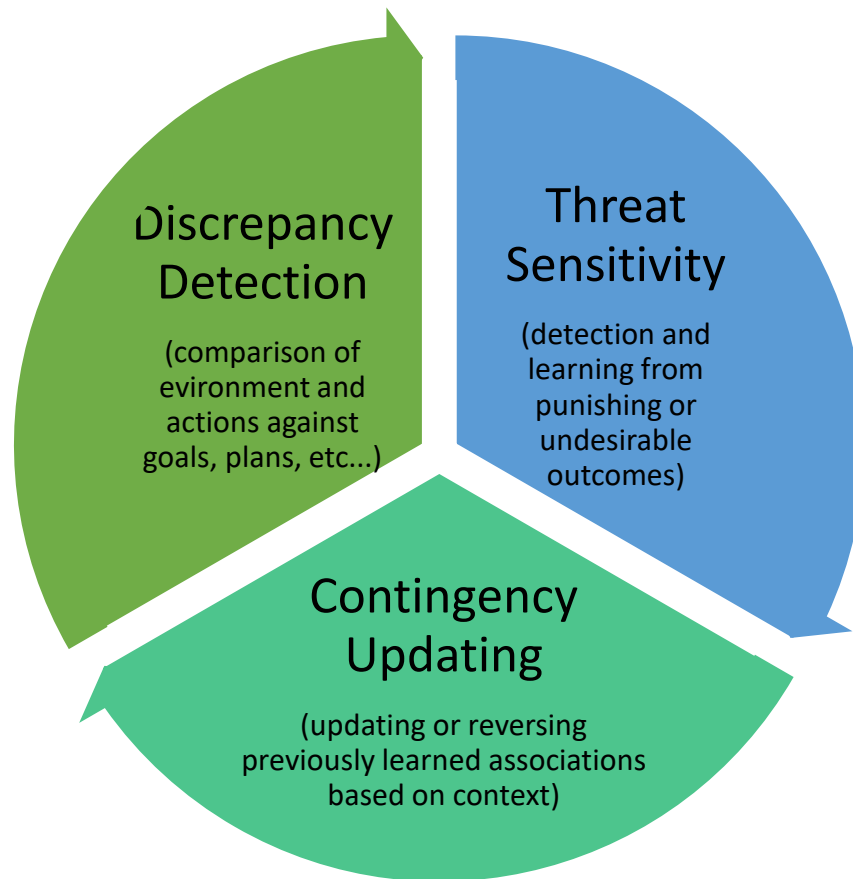 Discrepancy
Detection
(comparison of
evironment and
actions against
goals, plans, etc...)
Threat
Sensitivity
(detection and
learning from
punishing or
undesirable
outcomes)
Contingency
Updating
(updating or reversing
previously learned associations
based on context)